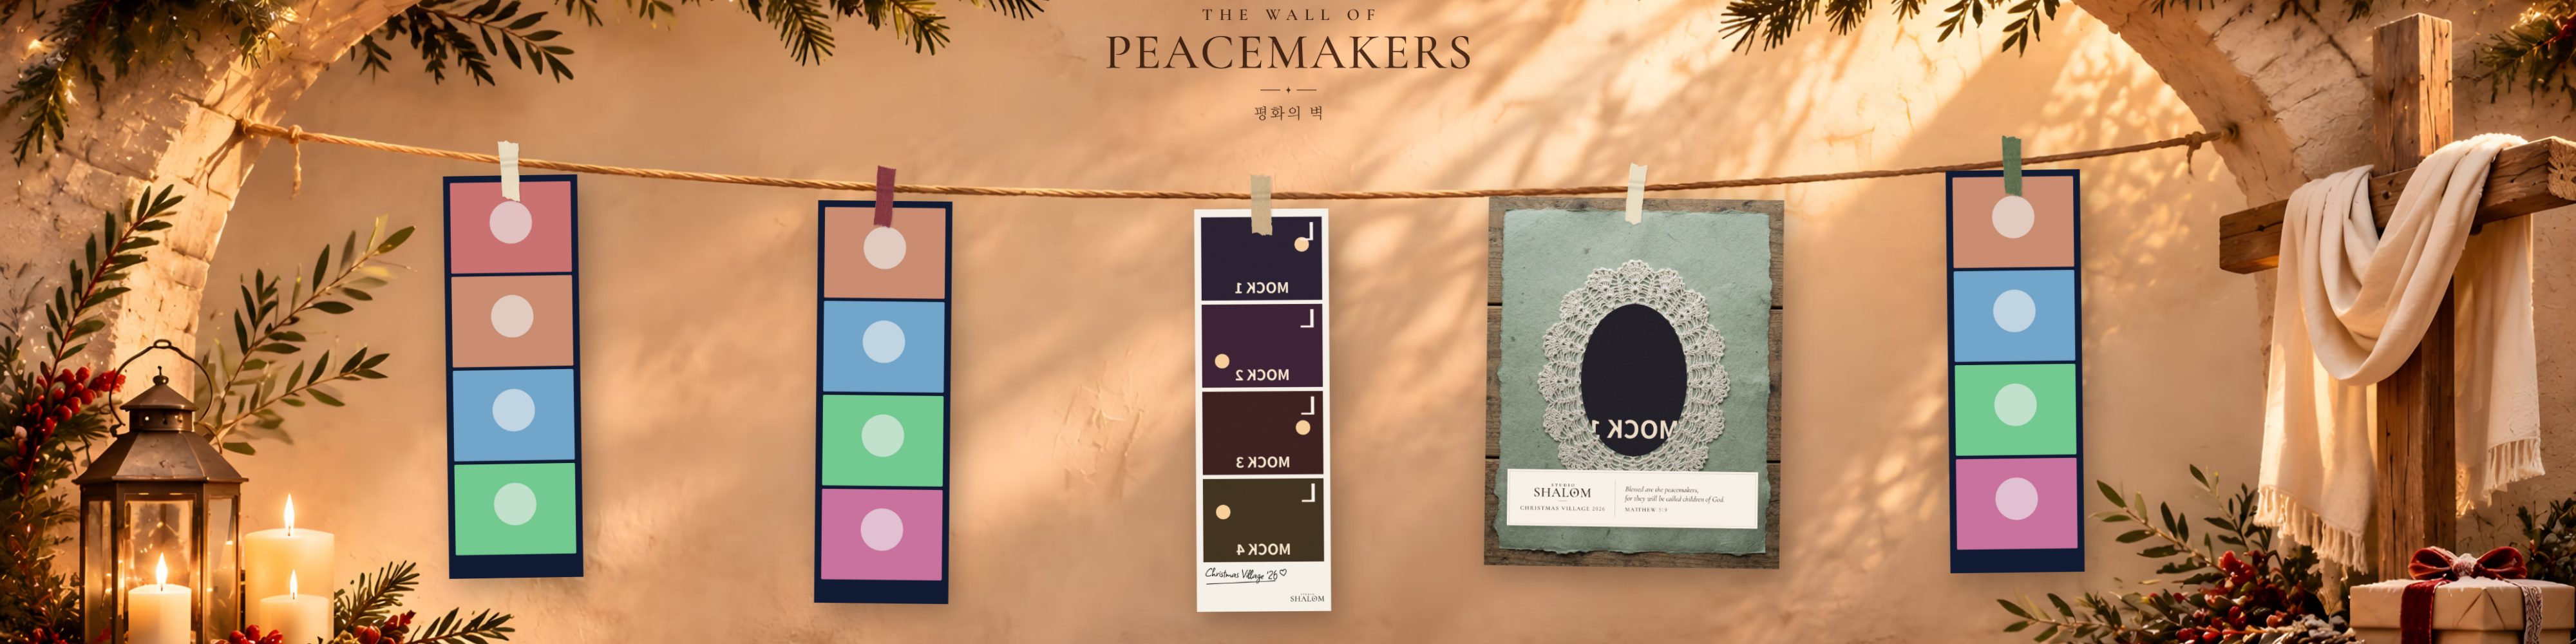 THE WALL OF
PEACEMAKERS
평화의 벽
MOCK 1
MOCK 2
MOCK 3
MOCK 4
Christmas Village '26♡
SHALOM
MOCK 1
STUDIO
SHALOM
CHRISTMAS VILLAGE 2026
Blessed are the peacemakers,
for they will be called children of God.
MATTHEW 5:9